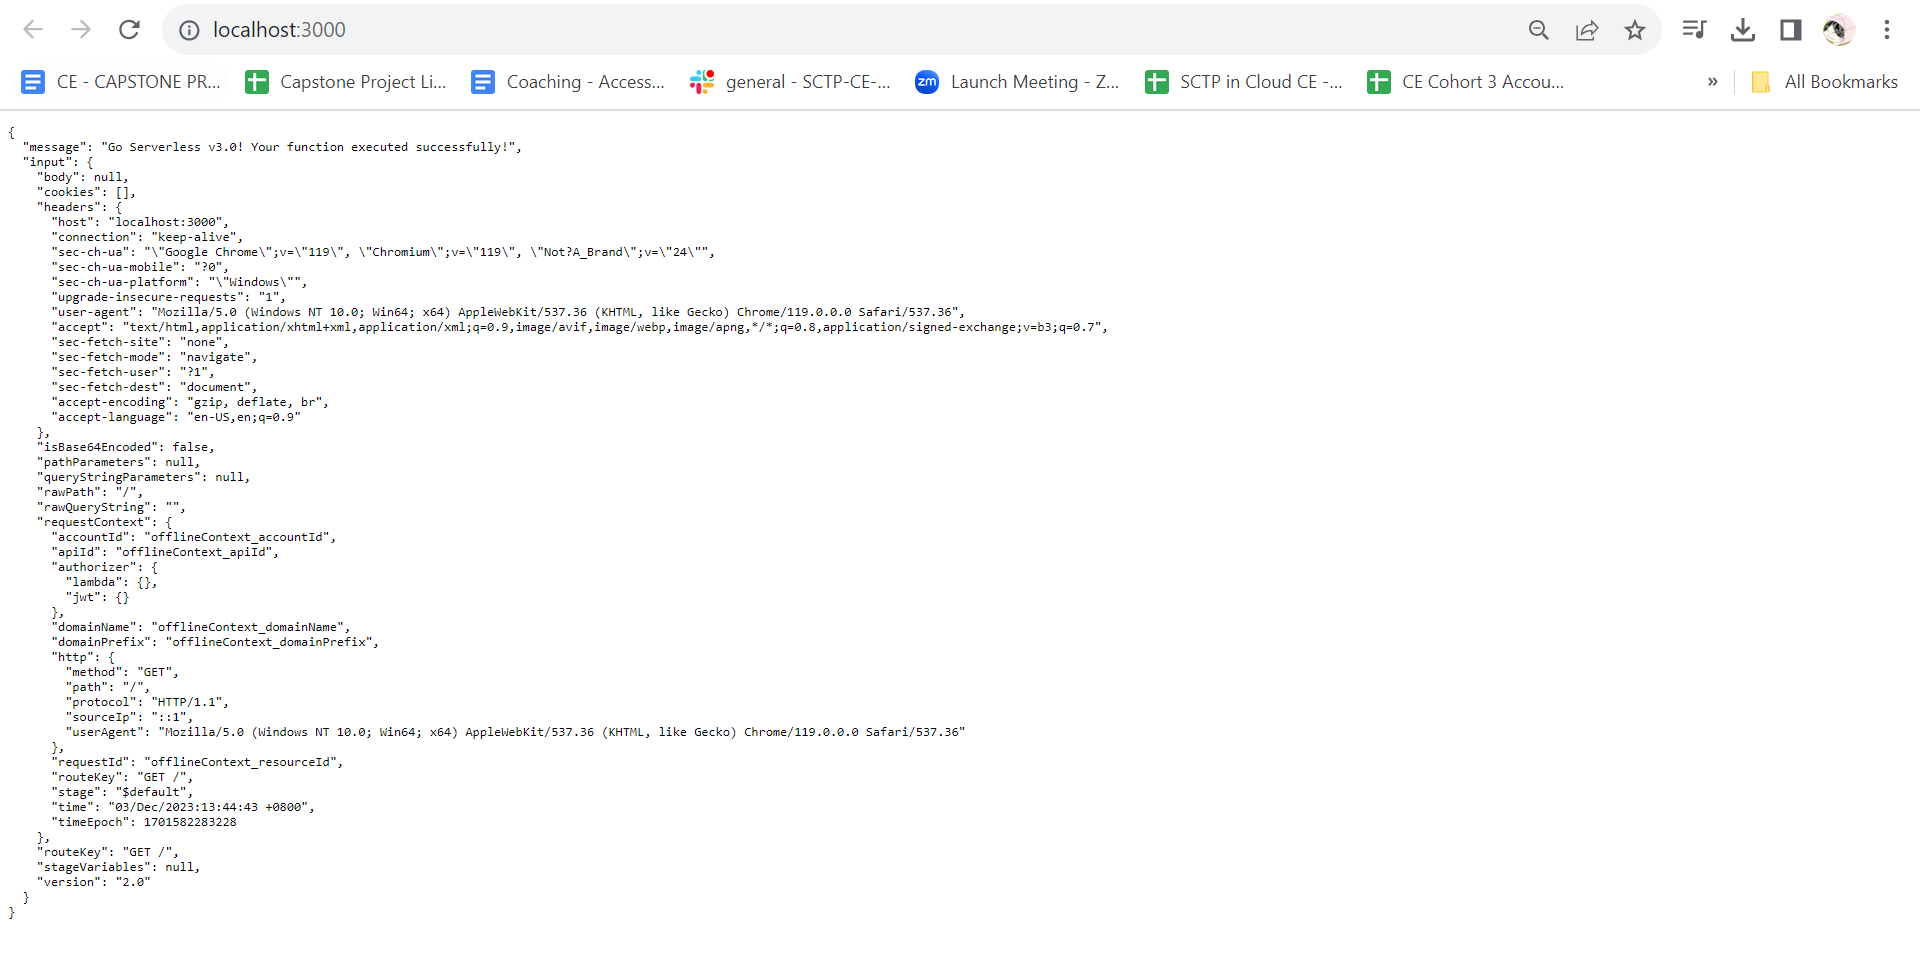 localhost:3000
CE - CAPSTONE PR... Capstone Project Li... Coaching - Access... general - SCTP-CE-... zm Launch Meeting - Z... SCTP in Cloud CE -... CE Cohort 3 Accou... » All Bookmarks
{
  "message": "Go Serverless v3.0! Your function executed successfully!",
  "input": {
    "body": null,
    "cookies": [],
    "headers": {
      "host": "localhost:3000",
      "connection": "keep-alive",
      "sec-ch-ua": "\"Google Chrome\";v=\"119\", \"Chromium\";v=\"119\", \"Not?A_Brand\";v=\"24\"",
      "sec-ch-ua-mobile": "?0",
      "sec-ch-ua-platform": "\"Windows\"",
      "upgrade-insecure-requests": "1",
      "user-agent": "Mozilla/5.0 (Windows NT 10.0; Win64; x64) AppleWebKit/537.36 (KHTML, like Gecko) Chrome/119.0.0.0 Safari/537.36",
      "accept": "text/html,application/xhtml+xml,application/xml;q=0.9,image/avif,image/webp,image/apng,*/*;q=0.8,application/signed-exchange;v=b3;q=0.7",
      "sec-fetch-site": "none",
      "sec-fetch-mode": "navigate",
      "sec-fetch-user": "?1",
      "sec-fetch-dest": "document",
      "accept-encoding": "gzip, deflate, br",
      "accept-language": "en-US,en;q=0.9"
    },
    "isBase64Encoded": false,
    "pathParameters": null,
    "queryStringParameters": null,
    "rawPath": "/",
    "rawQueryString": "",
    "requestContext": {
      "accountId": "offlineContext_accountId",
      "apiId": "offlineContext_apiId",
      "authorizer": {
        "lambda": {},
        "jwt": {}
      },
      "domainName": "offlineContext_domainName",
      "domainPrefix": "offlineContext_domainPrefix",
      "http": {
        "method": "GET",
        "path": "/",
        "protocol": "HTTP/1.1",
        "sourceIp": "::1",
        "userAgent": "Mozilla/5.0 (Windows NT 10.0; Win64; x64) AppleWebKit/537.36 (KHTML, like Gecko) Chrome/119.0.0.0 Safari/537.36"
      },
      "requestId": "offlineContext_resourceId",
      "routeKey": "GET /",
      "stage": "$default",
      "time": "03/Dec/2023:13:44:43 +0800",
      "timeEpoch": 1701582283228
    },
    "routeKey": "GET /",
    "stageVariables": null,
    "version": "2.0"
  }
}